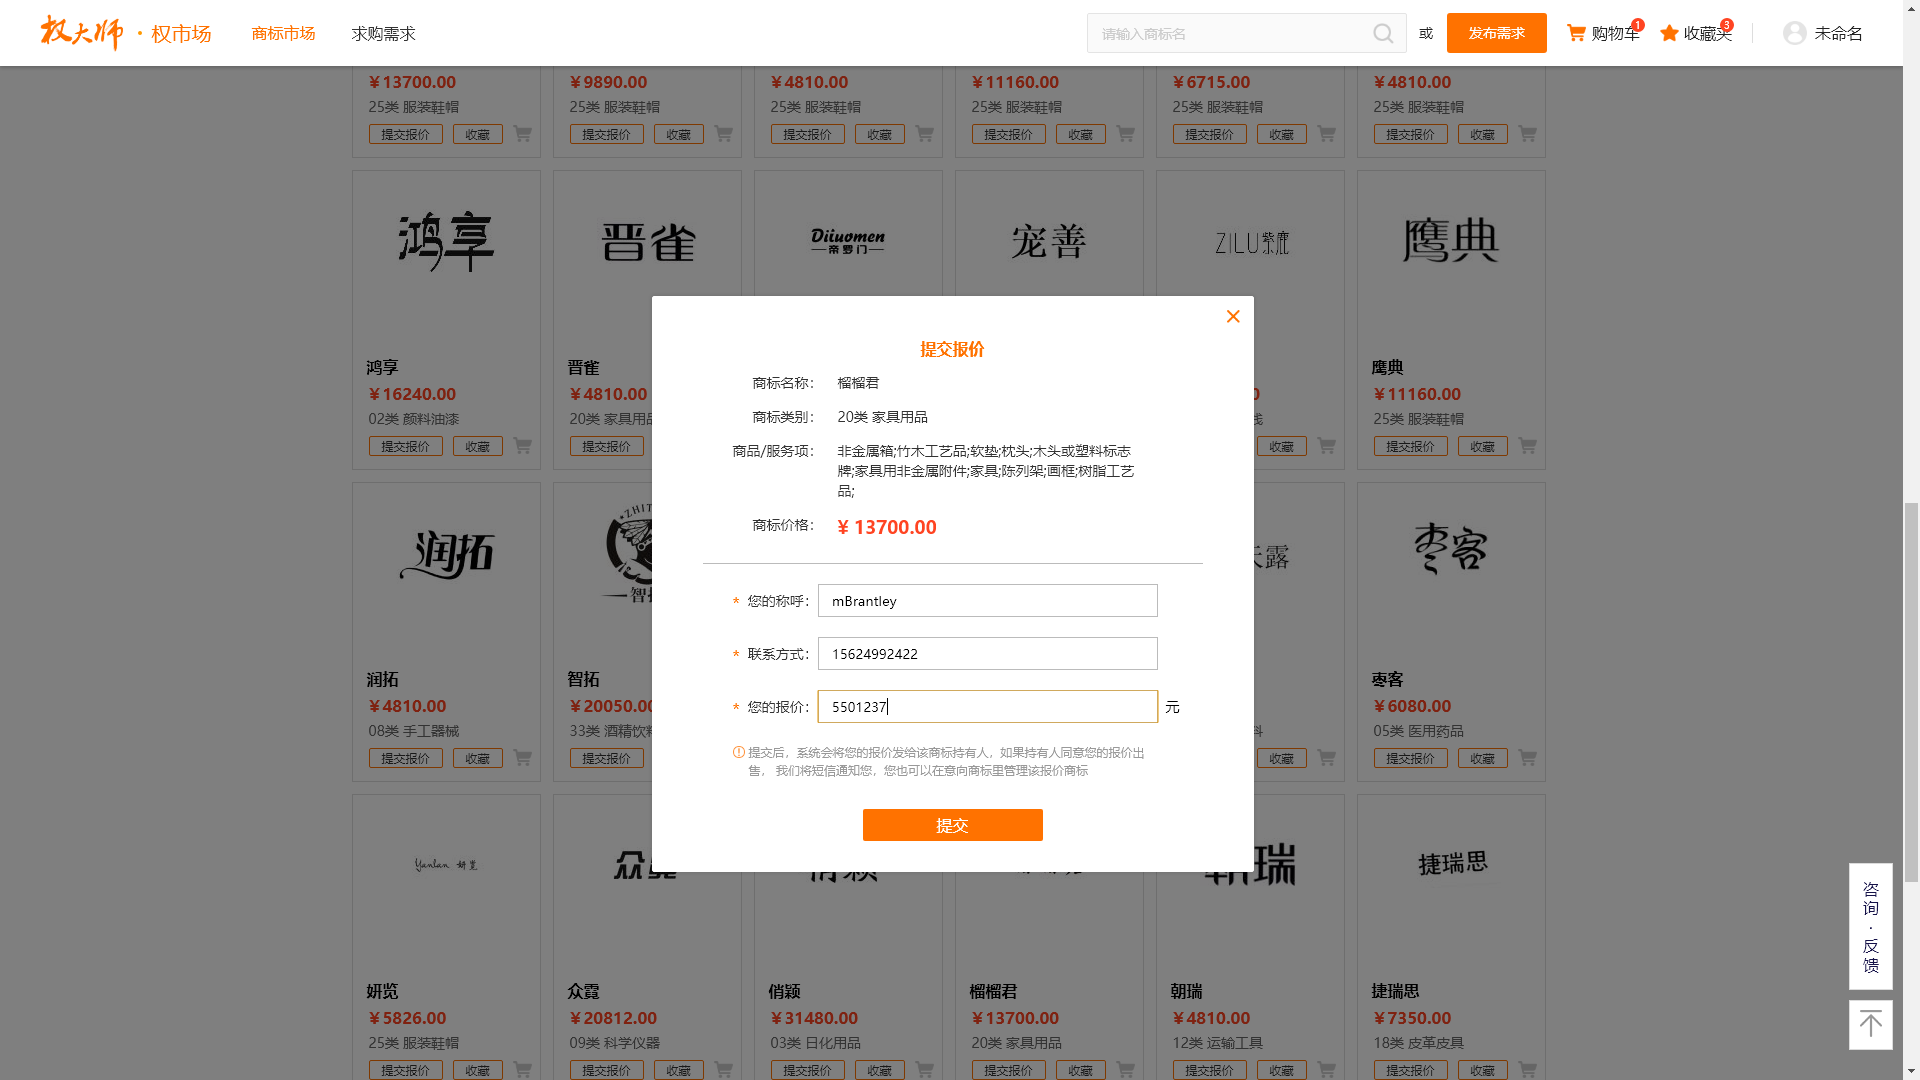 权大师 · 权市场 商标市场 求购需求 请输入商标名 或 发布需求 购物车 1 收藏夹 3 未命名
￥13700.00 ￥9890.00 ￥4810.00 ￥11160.00 ￥6715.00 ￥4810.00
25类 服装鞋帽 25类 服装鞋帽 25类 服装鞋帽 25类 服装鞋帽 25类 服装鞋帽 25类 服装鞋帽
提交报价 收藏 提交报价 收藏 提交报价 收藏 提交报价 收藏 提交报价 收藏 提交报价 收藏
鸿享 晋雀 Diiuomen 帝罗门 宠善 ZILU紫鹿 鹰典
鸿享 晋雀 鹰典
￥16240.00 ￥4810.00 0 ￥11160.00
02类 颜料油漆 20类 家具用品 25类 服装鞋帽
提交报价 收藏 提交报价 收藏 提交报价 收藏
提交报价
商标名称： 榴榴君
商标类别： 20类 家具用品
商品/服务项： 非金属箱;竹木工艺品;软垫;枕头;木头或塑料标志
牌;家具用非金属附件;家具;陈列架;画框;树脂工艺
品;
商标价格： ¥ 13700.00
* 您的称呼： mBrantley
* 联系方式： 15624992422
* 您的报价： 5501237 元
提交后，系统会将您的报价发给该商标持有人，如果持有人同意您的报价出
售， 我们将短信通知您，您也可以在意向商标里管理该报价商标
提交
润拓 ZHIT 智拓 露 枣客
润拓 智拓 枣客
￥4810.00 ￥20050.00 ￥6080.00
08类 手工器械 33类 酒精饮料 料 05类 医用药品
提交报价 收藏 提交报价 收藏 提交报价 收藏
Yanlan 妍览 朝瑞 捷瑞思
妍览 众霓 俏颖 榴榴君 朝瑞 捷瑞思
￥5826.00 ￥20812.00 ￥31480.00 ￥13700.00 ￥4810.00 ￥7350.00
25类 服装鞋帽 09类 科学仪器 03类 日化用品 20类 家具用品 12类 运输工具 18类 皮革皮具
提交报价 收藏 提交报价 收藏 提交报价 收藏 提交报价 收藏 提交报价 收藏 提交报价 收藏
咨
询
·
反
馈